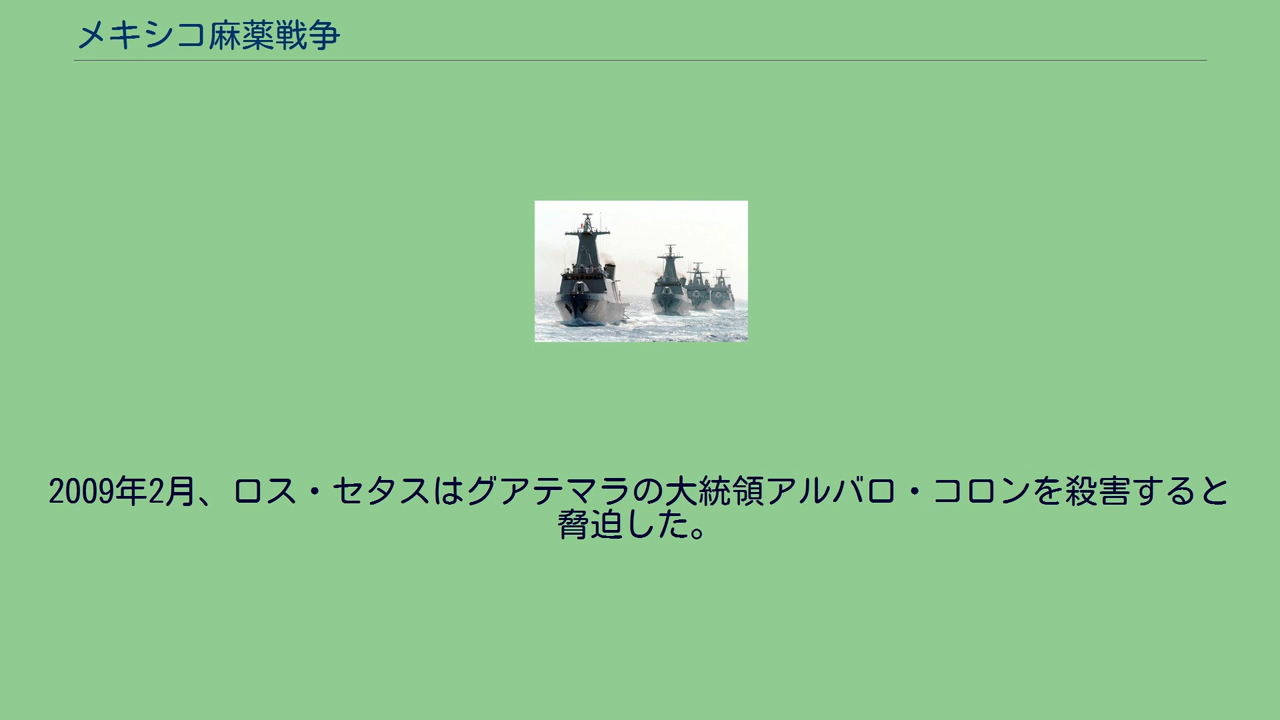 メキシコ麻薬戦争
2009年2月、ロス・セタスはグアテマラの大統領アルバロ・コロンを殺害すると
脅迫した。